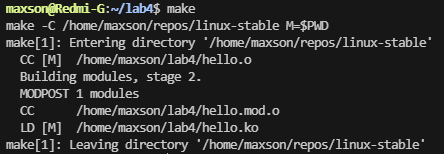 maxson@Redmi-G:~/lab4$ make
make -C /home/maxson/repos/linux-stable M=$PWD
make[1]: Entering directory '/home/maxson/repos/linux-stable'
  CC [M]  /home/maxson/lab4/hello.o
  Building modules, stage 2.
  MODPOST 1 modules
  CC      /home/maxson/lab4/hello.mod.o
  LD [M]  /home/maxson/lab4/hello.ko
make[1]: Leaving directory '/home/maxson/repos/linux-stable'